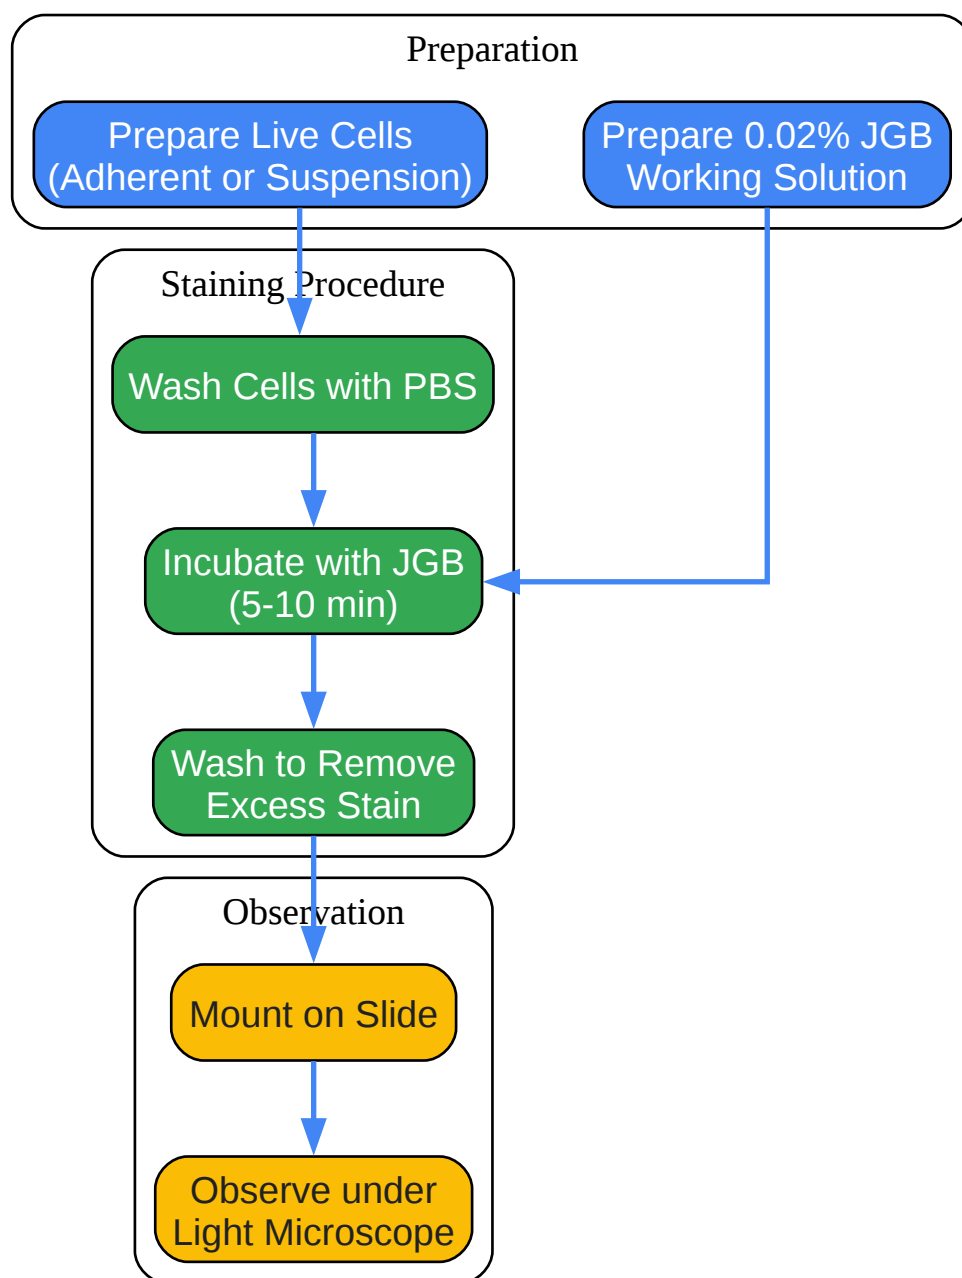 Preparation
Prepare Live Cells
(Adherent or Suspension)
Prepare 0.02% JGB
Working Solution
Staining Procedure
Wash Cells with PBS
Incubate with JGB
(5-10 min)
Wash to Remove
Excess Stain
Observation
Mount on Slide
Observe under
Light Microscope